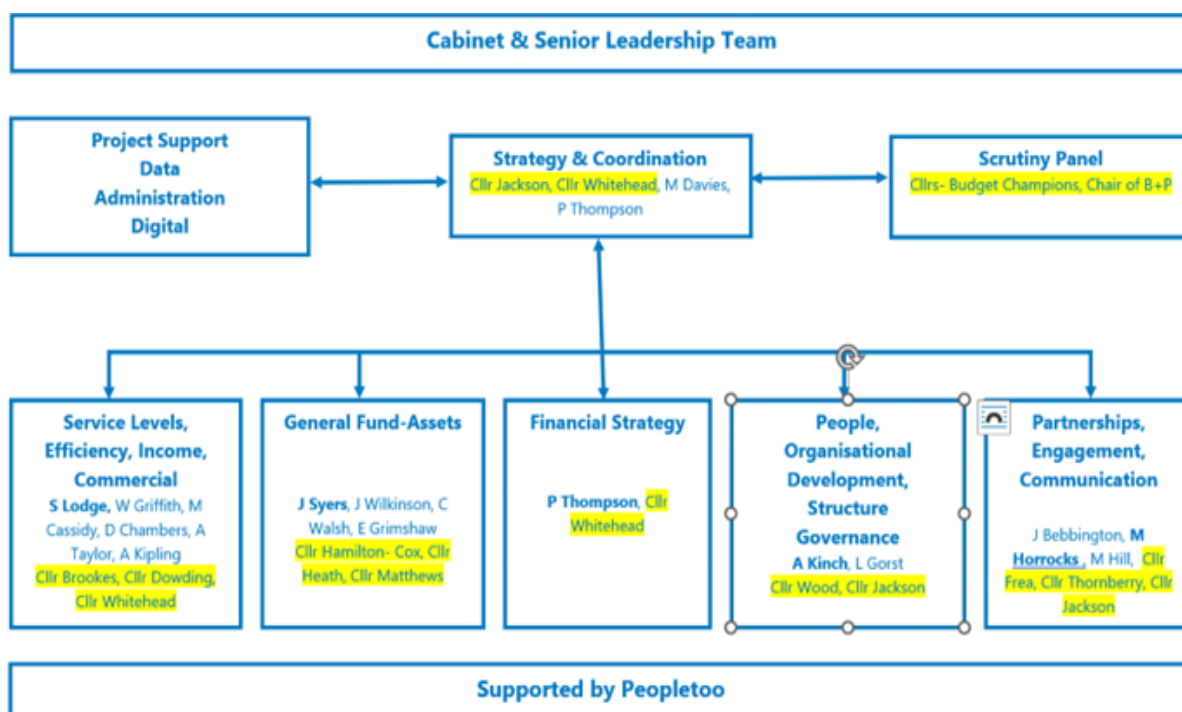 Cabinet & Senior Leadership Team
Project Support
Data
Administration
Digital
Strategy & Coordination
Cllr Jackson, Cllr Whitehead, M Davies,
P Thompson
Scrutiny Panel
Cllrs- Budget Champions, Chair of B+P
Service Levels,
Efficiency, Income,
Commercial
S Lodge, W Griffith, M
Cassidy, D Chambers, A
Taylor, A Kipling
Cllr Brookes, Cllr Dowding,
Cllr Whitehead
General Fund-Assets
J Syers, J Wilkinson, C
Walsh, E Grimshaw
Cllr Hamilton- Cox, Cllr
Heath, Cllr Matthews
Financial Strategy
P Thompson, Cllr
Whitehead
People,
Organisational
Development,
Structure
Governance
A Kinch, L Gorst
Cllr Wood, Cllr Jackson
Partnerships,
Engagement,
Communication
J Bebbington, M
Horrocks , M Hill, Cllr
Frea, Cllr Thornberry, Cllr
Jackson
Supported by Peopletoo